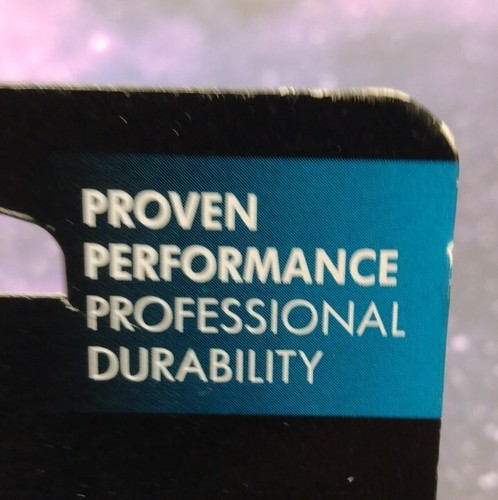 PROVEN
PERFORMANCE
PROFESSIONAL
DURABILITY